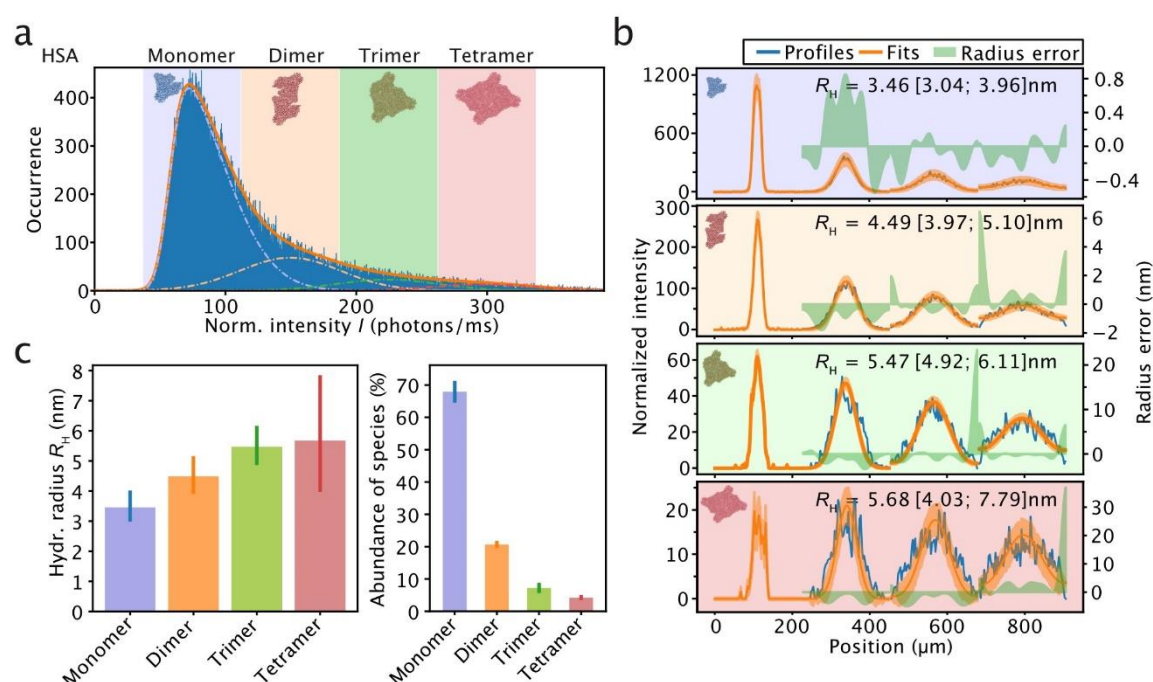 a
HSA Monomer Dimer Trimer Tetramer
400
300
200
100
0
Occurrence
0 100 200 300
Norm. intensity I (photons/ms)
b
Profiles Fits Radius error
1200
600
0
R_H = 3.46 [3.04; 3.96]nm
0.8
0.4
0.0
−0.4
300
200
100
0
R_H = 4.49 [3.97; 5.10]nm
6
4
2
0
−2
60
40
20
0
R_H = 5.47 [4.92; 6.11]nm
20
10
0
20
10
0
R_H = 5.68 [4.03; 7.79]nm
30
20
10
0
Normalized intensity
Radius error (nm)
0 200 400 600 800
Position (µm)
c
8
7
6
5
4
3
2
1
0
Hydr. radius R_H (nm)
Monomer
Dimer
Trimer
Tetramer
70
60
50
40
30
20
10
0
Abundance of species (%)
Monomer
Dimer
Trimer
Tetramer